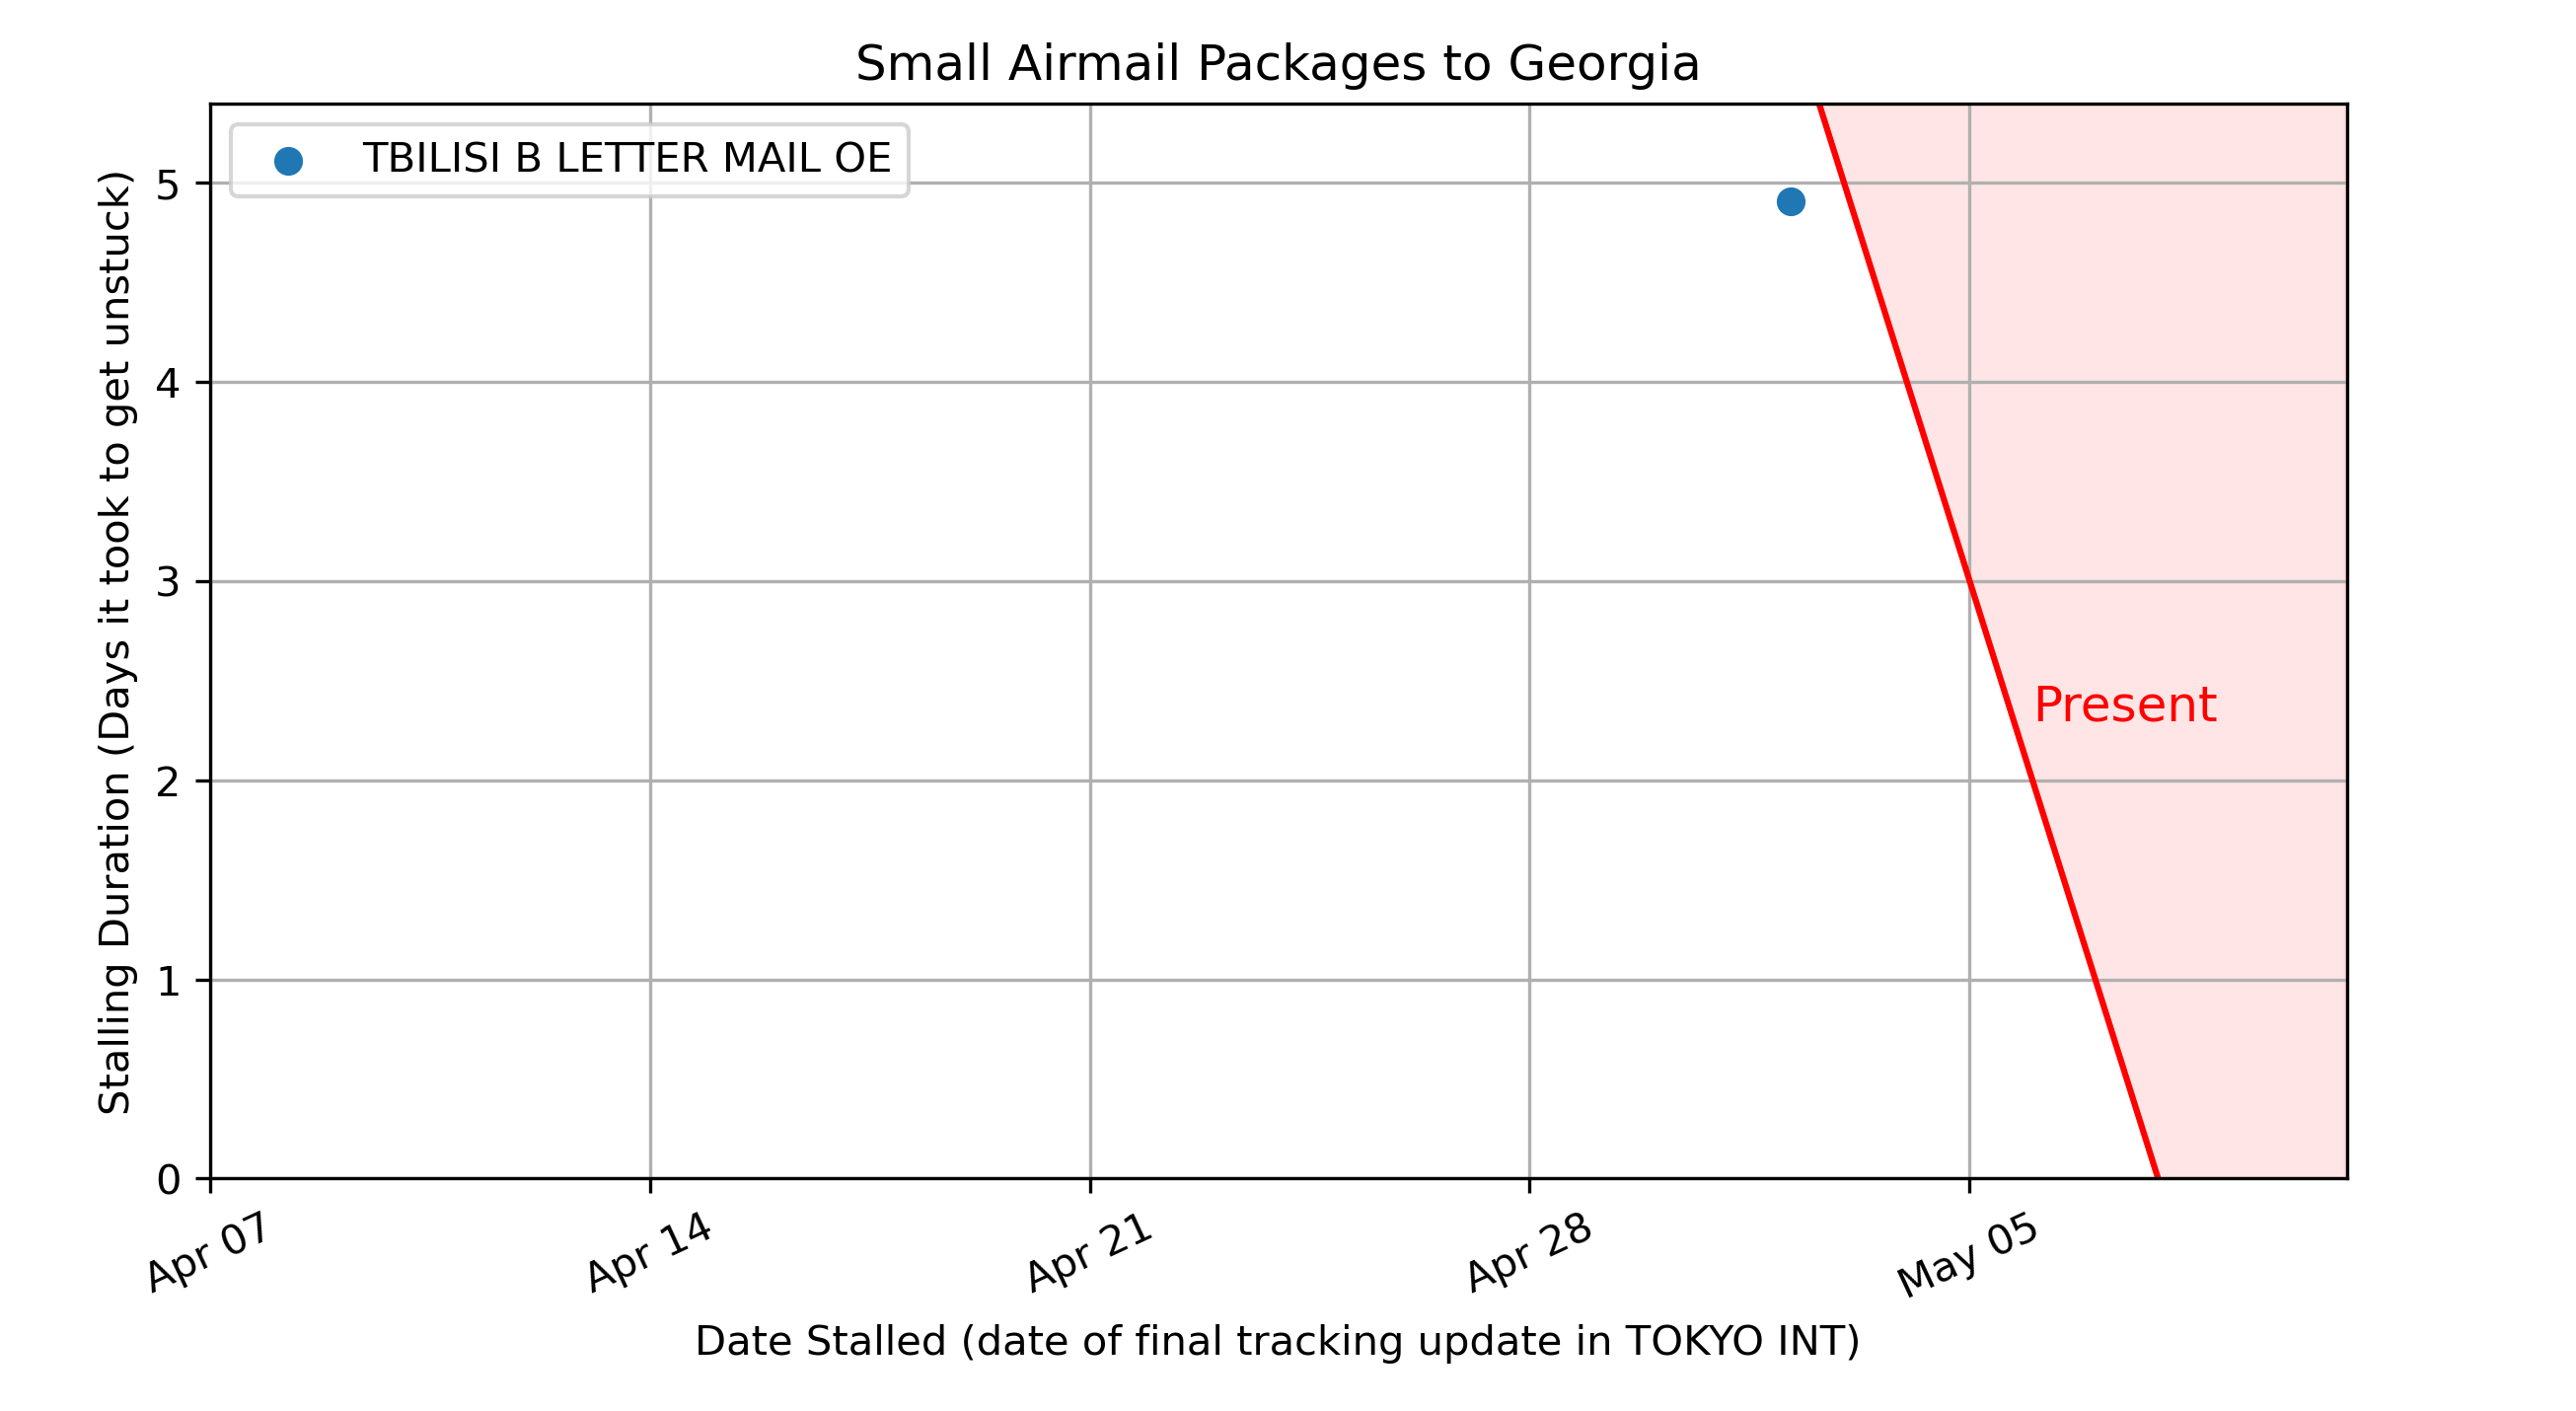 Small Airmail Packages to Georgia
TBILISI B LETTER MAIL OE
Stalling Duration (Days it took to get unstuck)
5
4
3
2
1
0
Present
Apr 07
Apr 14
Apr 21
Apr 28
May 05
Date Stalled (date of final tracking update in TOKYO INT)